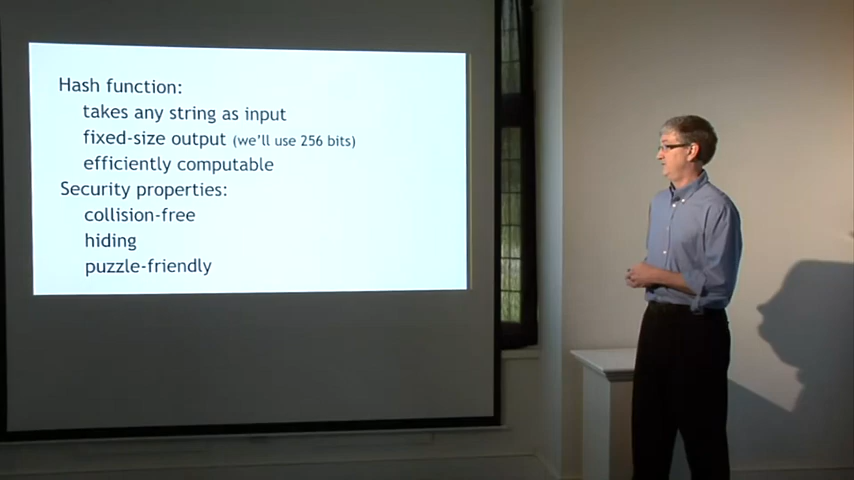 Hash function:
takes any string as input
fixed-size output (we'll use 256 bits)
efficiently computable
Security properties:
collision-free
hiding
puzzle-friendly